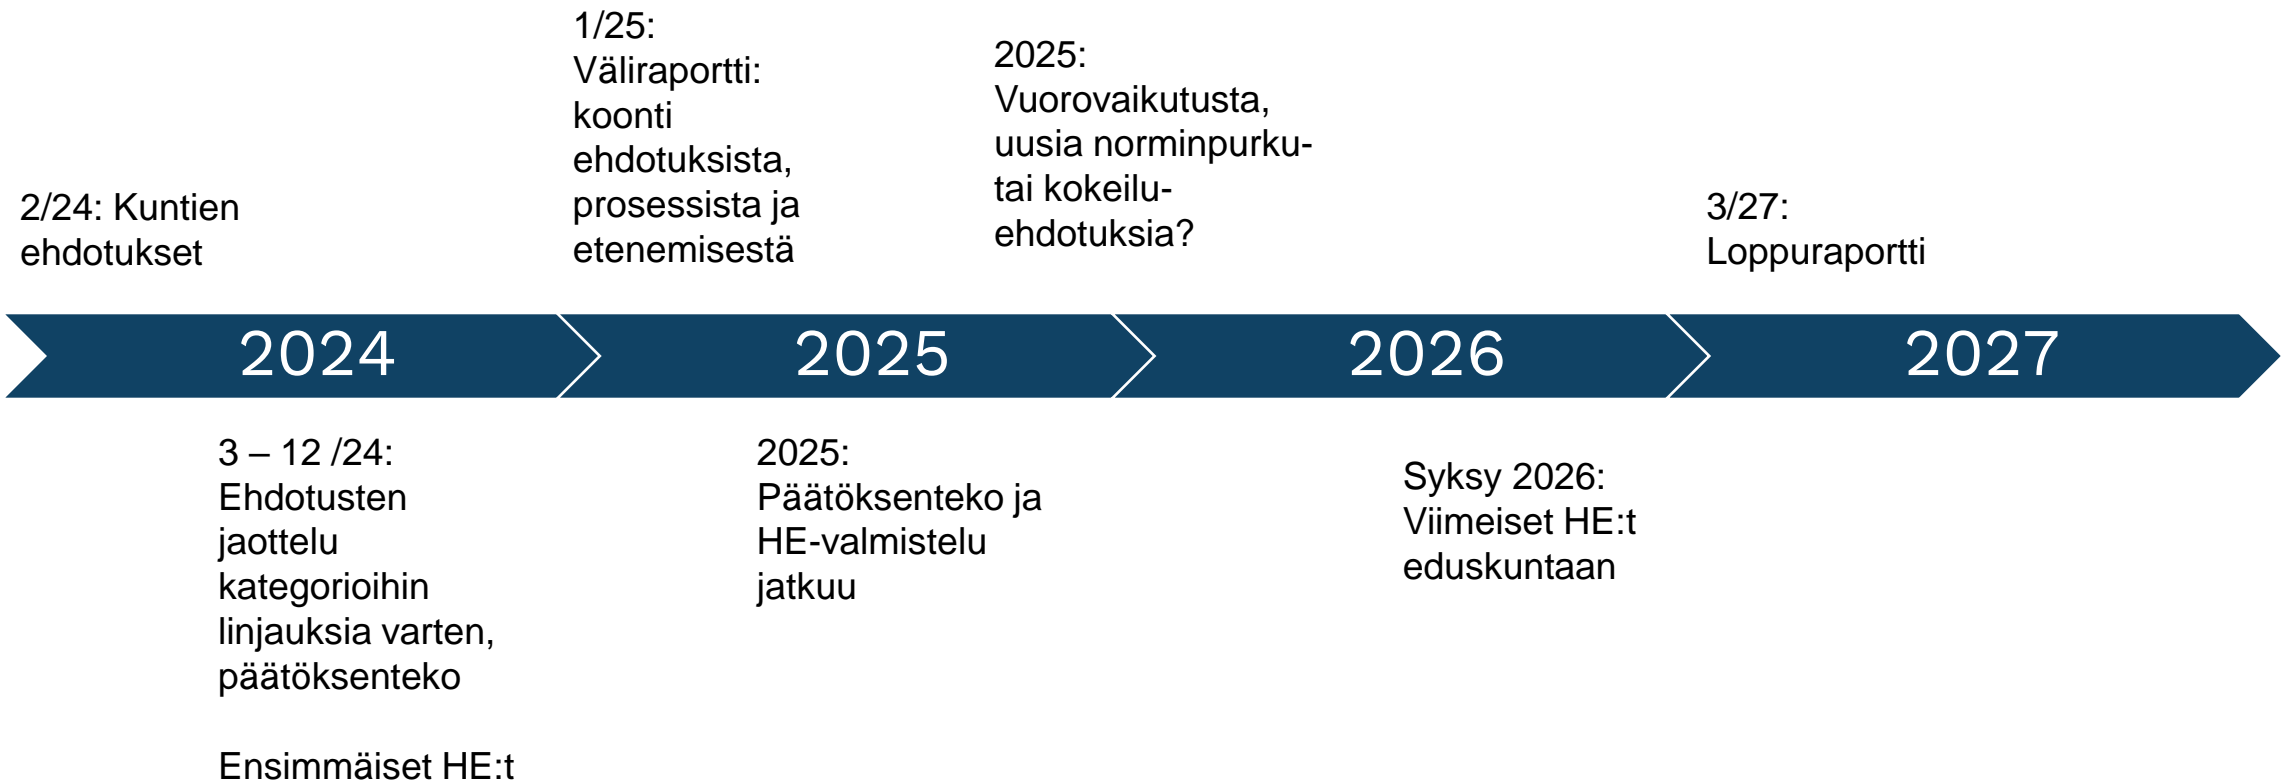 1/25:
Väliraportti:
koonti
ehdotuksista,
prosessista ja
etenemisestä
2025:
Vuorovaikutusta,
uusia norminpurku-
tai kokeilu-
ehdotuksia?
2/24: Kuntien
ehdotukset
3/27:
Loppuraportti
2024
2025
2026
2027
3 – 12 /24:
Ehdotusten
jaottelu
kategorioihin
linjauksia varten,
päätöksenteko
Ensimmäiset HE:t
2025:
Päätöksenteko ja
HE-valmistelu
jatkuu
Syksy 2026:
Viimeiset HE:t
eduskuntaan